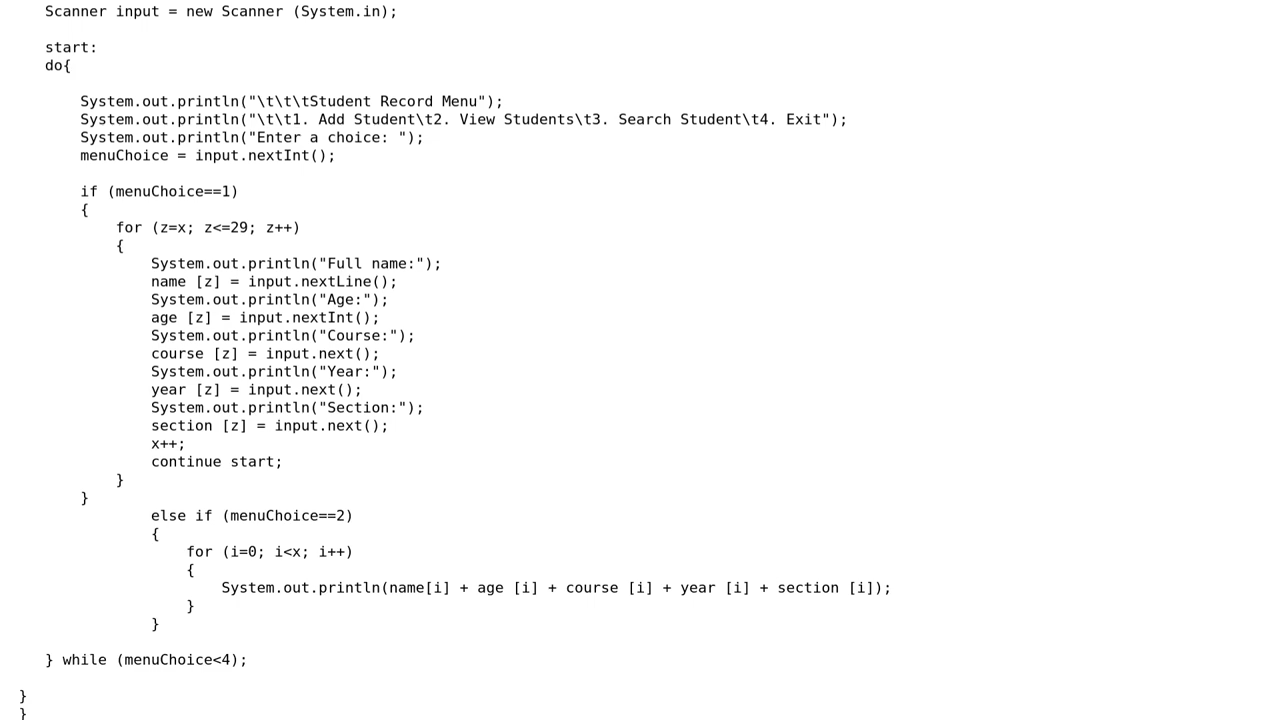 Scanner input = new Scanner (System.in);
start:
do{
System.out.println("\t\t\tStudent Record Menu");
System.out.println("\t\t1. Add Student\t2. View Students\t3. Search Student\t4. Exit");
System.out.println("Enter a choice: ");
menuChoice = input.nextInt();
if (menuChoice==1)
{
for (z=x; z<=29; z++)
{
System.out.println("Full name:");
name [z] = input.nextLine();
System.out.println("Age:");
age [z] = input.nextInt();
System.out.println("Course:");
course [z] = input.next();
System.out.println("Year:");
year [z] = input.next();
System.out.println("Section:");
section [z] = input.next();
x++;
continue start;
}
}
else if (menuChoice==2)
{
for (i=0; i<x; i++)
{
System.out.println(name[i] + age [i] + course [i] + year [i] + section [i]);
}
}
} while (menuChoice<4);
}
}